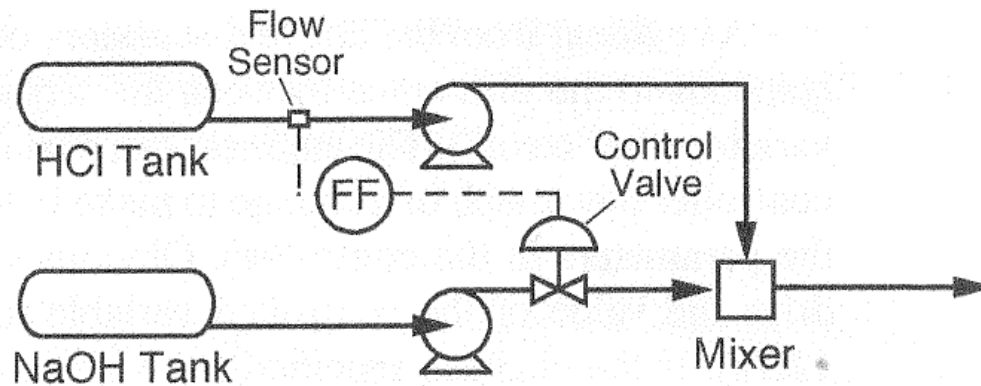 Flow
Sensor
HCl Tank
FF
Control
Valve
NaOH Tank
Mixer